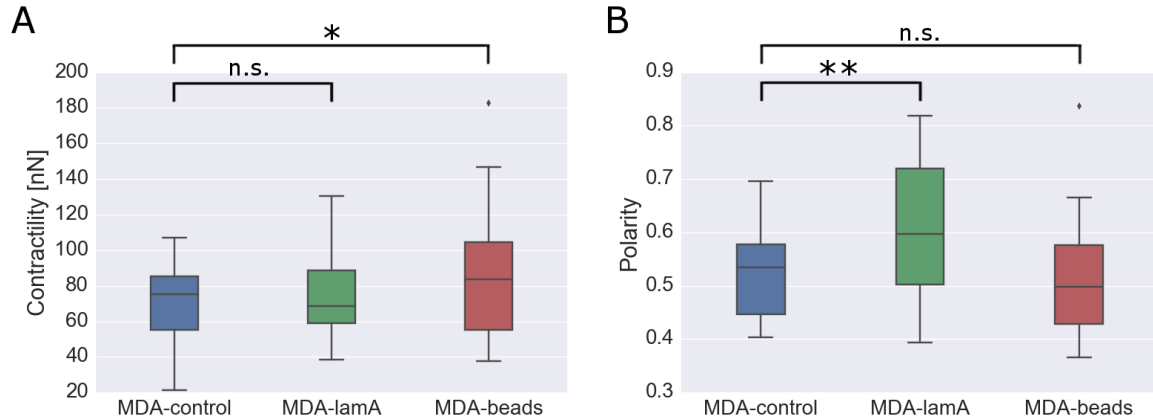 A
*
n.s.
Contractility [nN]
200
180
160
140
120
100
80
60
40
20
MDA-control
MDA-lamA
MDA-beads
B
n.s.
**
Polarity
0.9
0.8
0.7
0.6
0.5
0.4
0.3
MDA-control
MDA-lamA
MDA-beads